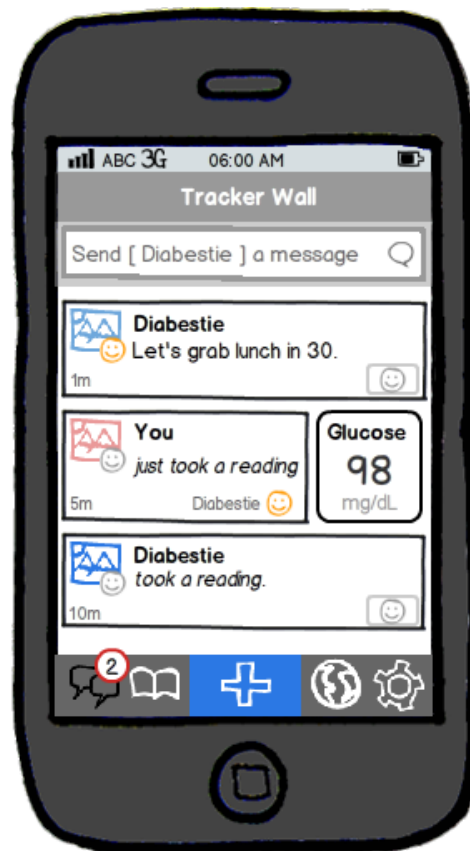 ABC 3G 06:00 AM
Tracker Wall
Send [ Diabestie ] a message
Diabestie
Let's grab lunch in 30.
1m
You
just took a reading
5m Diabestie
Glucose
98
mg/dL
Diabestie
took a reading.
10m
2